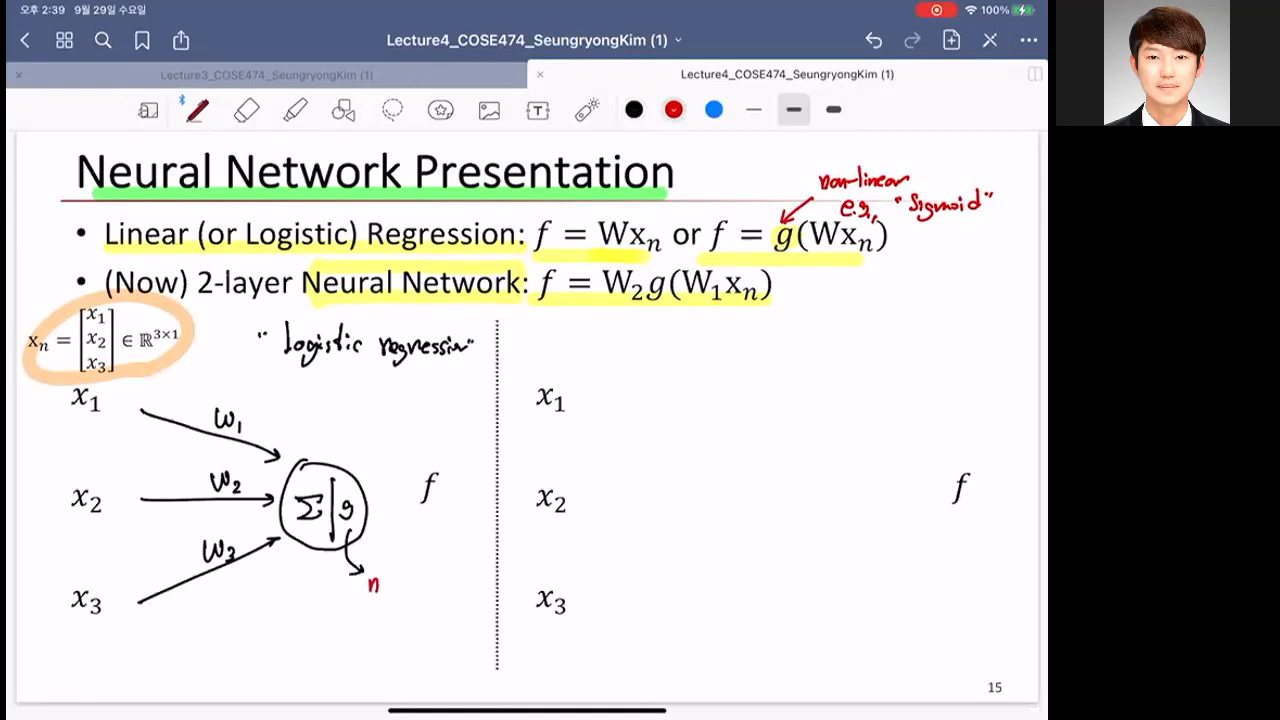 오후 2:39 9월 29일 수요일
100%
Lecture4_COSE474_SeungryongKim (1)
Lecture3_COSE474_SeungryongKim (1)
Lecture4_COSE474_SeungryongKim (1)
Neural Network Presentation
non-linear
e.g., "Sigmoid"
• Linear (or Logistic) Regression: f = Wxₙ or f = g(Wxₙ)
• (Now) 2-layer Neural Network: f = W₂g(W₁xₙ)
xₙ = [x₁ x₂ x₃] ∈ ℝ³ˣ¹
"logistic regression"
x₁
W₁
x₂
W₂
Σ | g
f
W₃
n
x₃
x₁
x₂
f
x₃
15